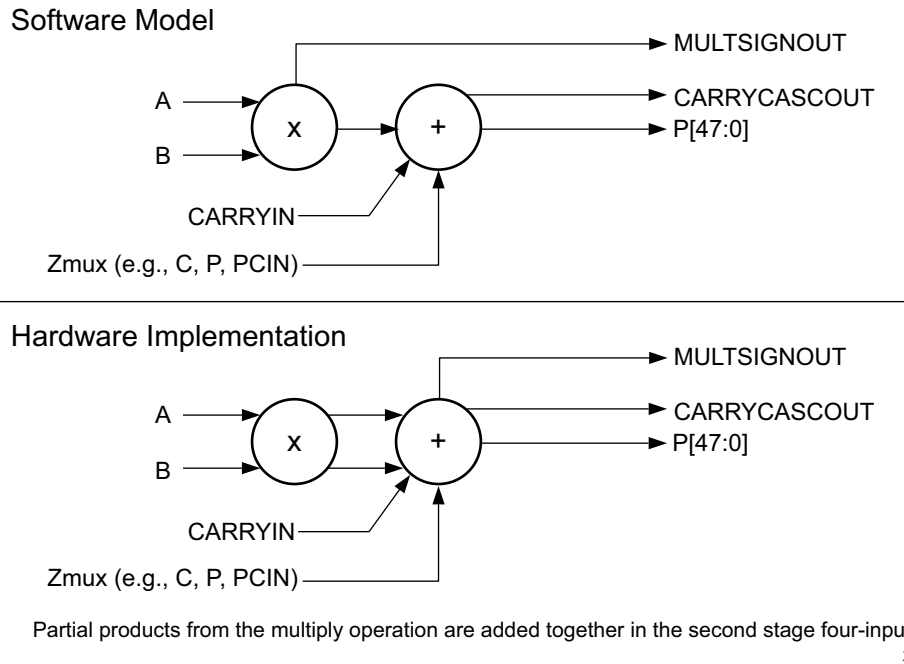 Software Model
MULTSIGNOUT
A
CARRYCASCOUT
x
+
P[47:0]
B
CARRYIN
Zmux (e.g., C, P, PCIN)
Hardware Implementation
MULTSIGNOUT
A
CARRYCASCOUT
x
+
P[47:0]
B
CARRYIN
Zmux (e.g., C, P, PCIN)
Partial products from the multiply operation are added together in the second stage four-inpu